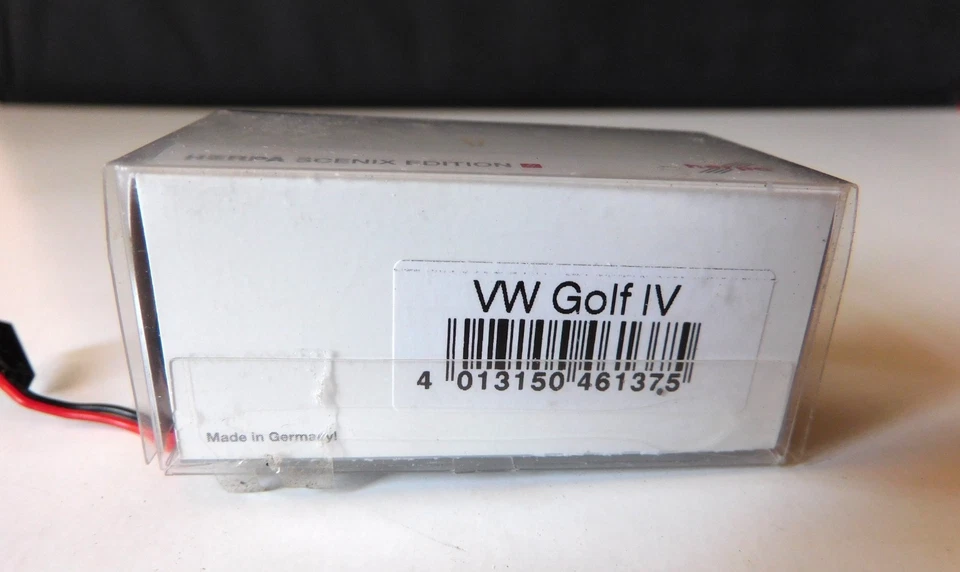 HERPA SCENIX EDITION
VW Golf IV
4 013150 461375
Made in Germany!